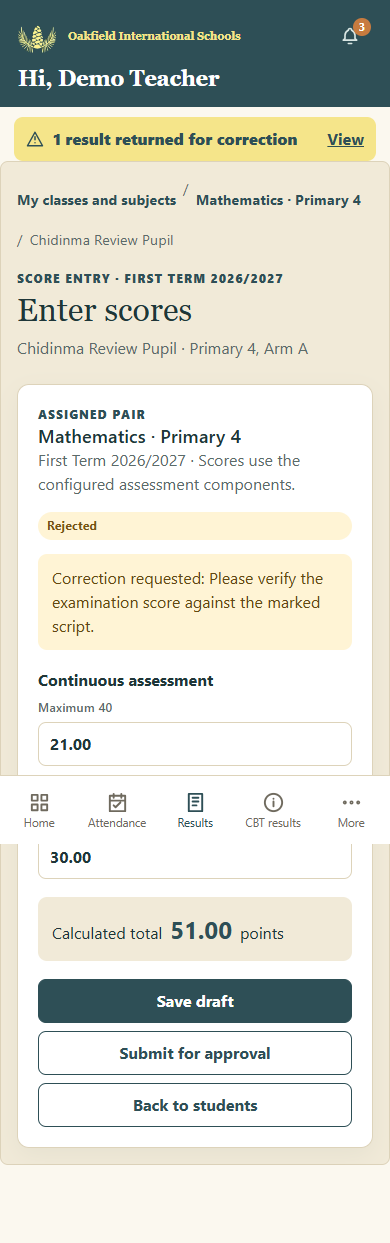 Oakfield International Schools
3
Hi, Demo Teacher
1 result returned for correction View
My classes and subjects / Mathematics · Primary 4
/ Chidinma Review Pupil
SCORE ENTRY · FIRST TERM 2026/2027
Enter scores
Chidinma Review Pupil · Primary 4, Arm A
ASSIGNED PAIR
Mathematics · Primary 4
First Term 2026/2027 · Scores use the
configured assessment components.
Rejected
Correction requested: Please verify the
examination score against the marked
script.
Continuous assessment
Maximum 40
21.00
Home Attendance Results CBT results More
30.00
Calculated total 51.00 points
Save draft
Submit for approval
Back to students